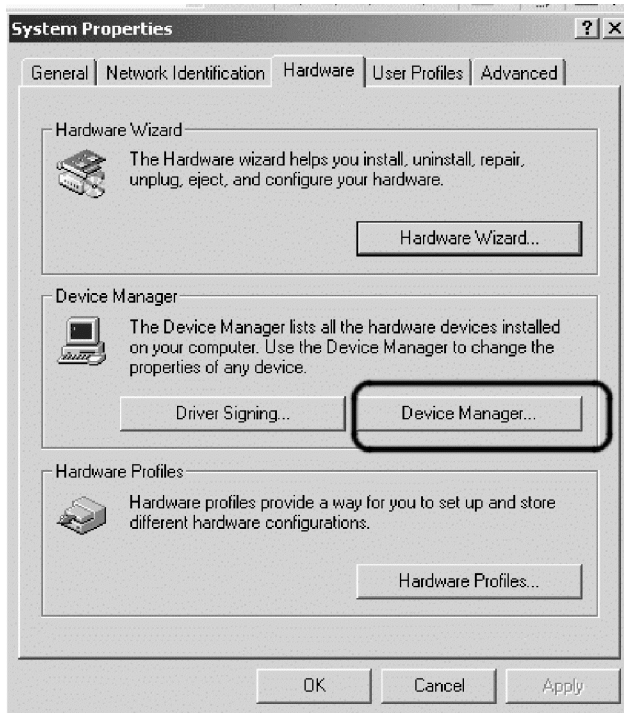 System Properties
General
Network Identification
Hardware
User Profiles
Advanced
Hardware Wizard
The Hardware wizard helps you install, uninstall, repair,
unplug, eject, and configure your hardware.
Hardware Wizard...
Device Manager
The Device Manager lists all the hardware devices installed
on your computer. Use the Device Manager to change the
properties of any device.
Driver Signing...
Device Manager...
Hardware Profiles
Hardware profiles provide a way for you to set up and store
different hardware configurations.
Hardware Profiles...
OK
Cancel
Apply